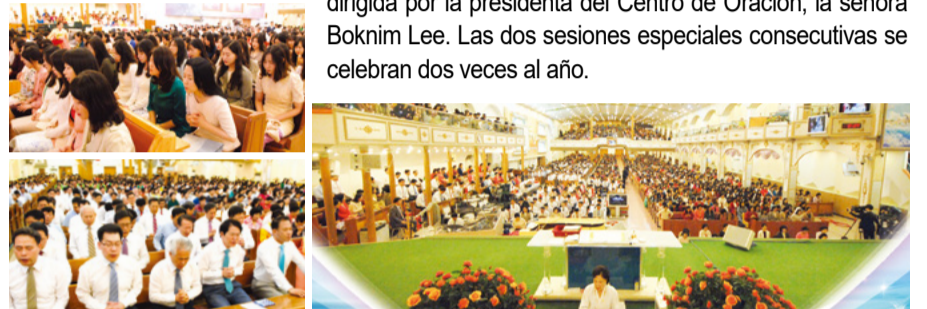 dirigida por la presidenta del Centro de Oración, la señora
Boknim Lee. Las dos sesiones especiales consecutivas se
celebran dos veces al año.